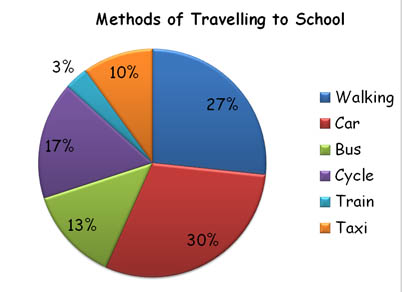 Methods of Travelling to School
3%
10%
27%
17%
13%
30%
Walking
Car
Bus
Cycle
Train
Taxi